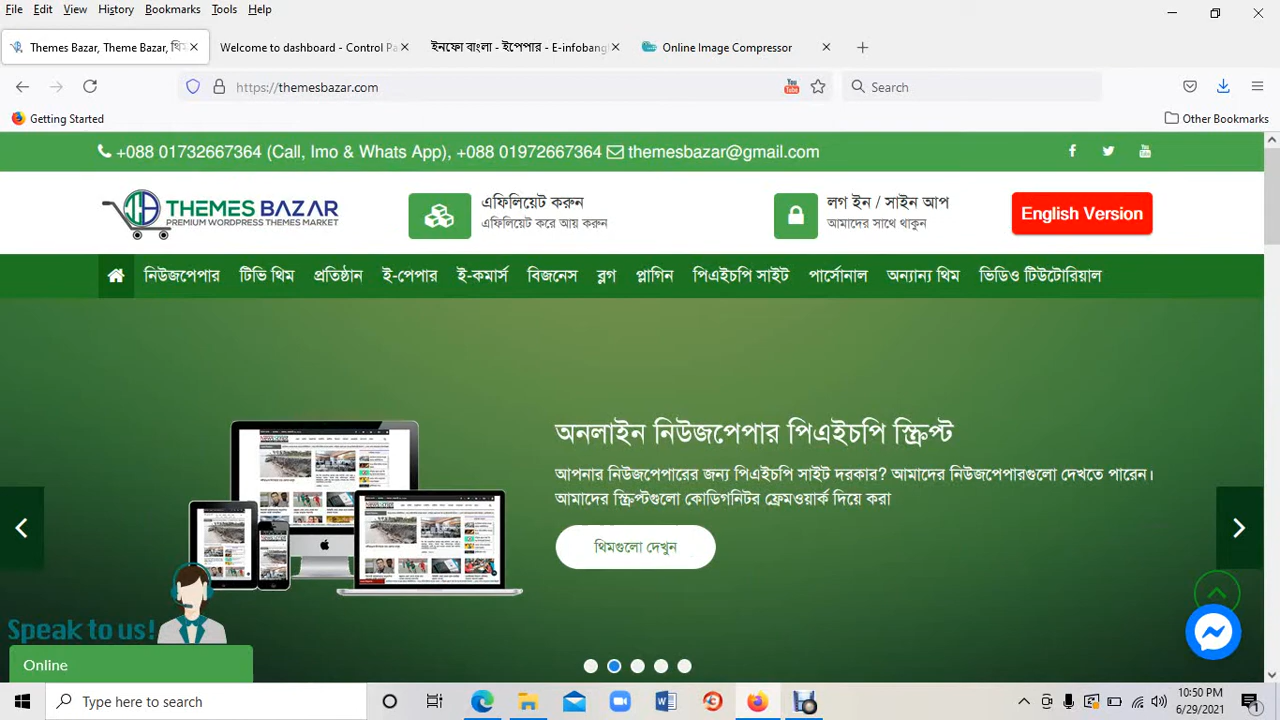 File Edit View History Bookmarks Tools Help
Themes Bazar, Theme Bazar, থি
Welcome to dashboard - Control Pa
ইনফো বাংলা - ইপেপার - E-infobang
Online Image Compressor
https://themesbazar.com
You Tube
Search
Getting Started
Other Bookmarks
+088 01732667364 (Call, Imo & Whats App), +088 01972667364 themesbazar@gmail.com
THEMES BAZAR
PREMIUM WORDPRESS THEMES MARKET
এফিলিয়েট করুন
এফিলিয়েট করে আয় করুন
লগ ইন / সাইন আপ
আমাদের সাথে থাকুন
English Version
নিউজপেপার টিভি থিম প্রতিষ্ঠান ই-পেপার ই-কমার্স বিজনেস ব্লগ প্লাগিন পিএইচপি সাইট পার্সোনাল অন্যান্য থিম ভিডিও টিউটোরিয়াল
অনলাইন নিউজপেপার পিএইচপি স্ক্রিপ্ট
আপনার নিউজপেপারের জন্য পিএইচপি স্ক্রিপ্ট দরকার? আমাদের নিউজপেপারগুলো দেখতে পারেন।
আমাদের স্ক্রিপ্টগুলো কোডিগনিটর ফ্রেমওয়ার্ক দিয়ে করা
থিমগুলো দেখুন
Speak to us!
Online
Type here to search
10:50 PM
6/29/2021
1